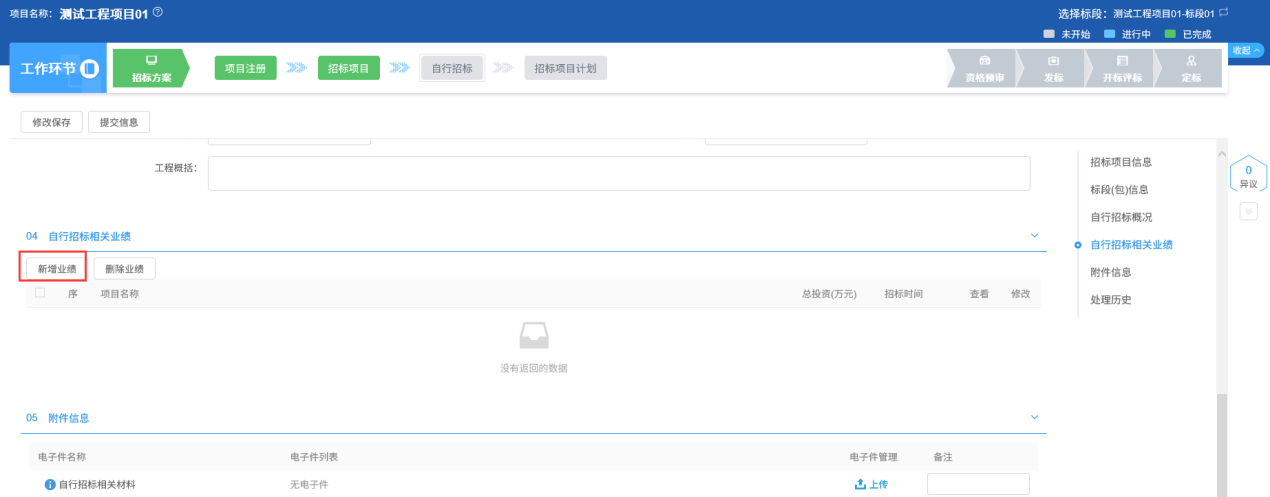 项目名称: 测试工程项目01 选择标段: 测试工程项目01-标段01
未开始 进行中 已完成
收起
工作环节 招标方案 项目注册 招标项目 自行招标 招标项目计划 资格预审 发标 开标评标 定标
修改保存 提交信息
工程概括:
招标项目信息
0
异议
标段(包)信息
自行招标概况
04 自行招标相关业绩
自行招标相关业绩
新增业绩 删除业绩
附件信息
序 项目名称 总投资(万元) 招标时间 查看 修改
处理历史
没有返回的数据
05 附件信息
电子件名称 电子件列表 电子件管理 备注
自行招标相关材料 无电子件 上传